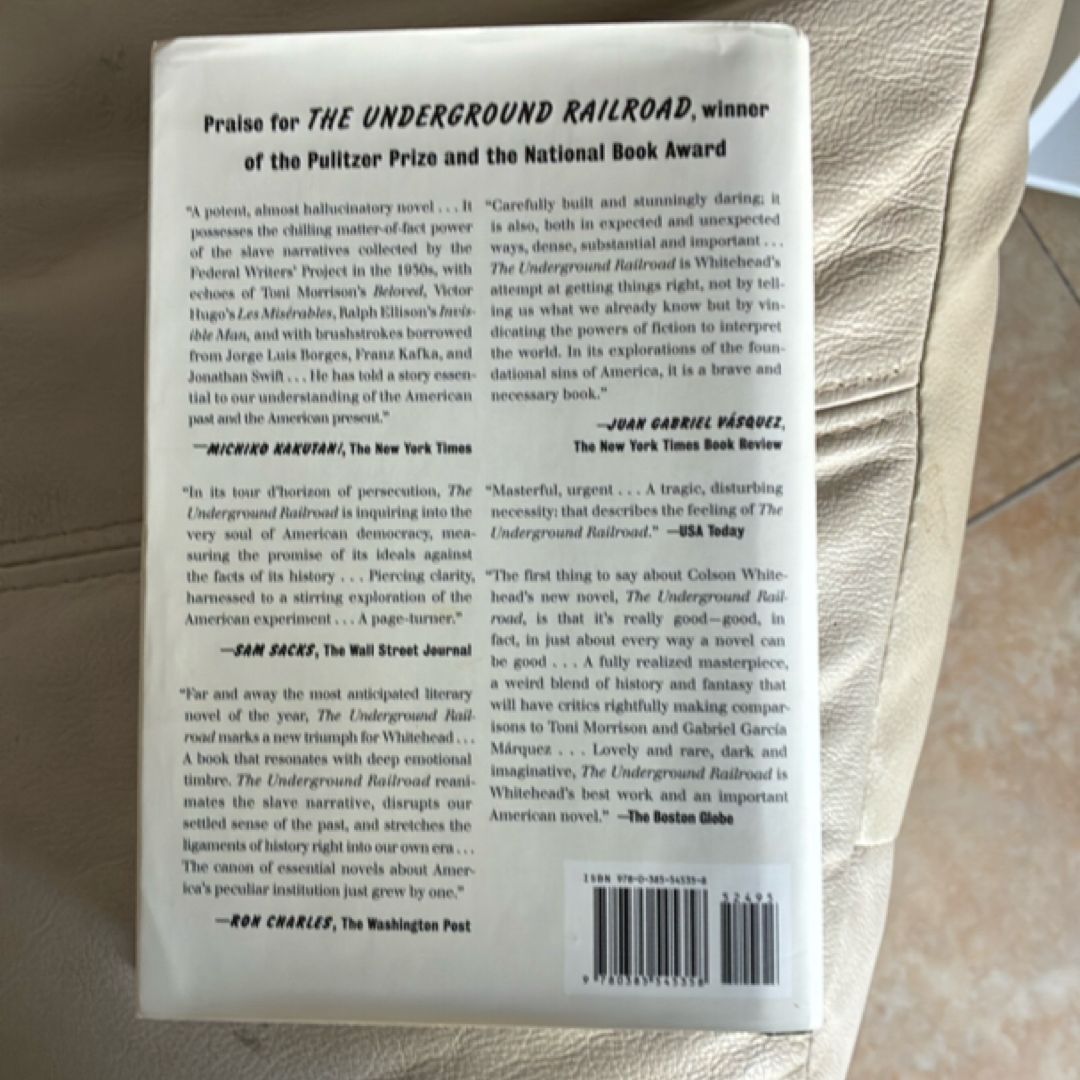 Praise for THE UNDERGROUND RAILROAD, winner
of the Pulitzer Prize and the National Book Award
“A potent, almost hallucinatory novel . . . It
possesses the chilling matter-of-fact power
of the slave narratives collected by the
Federal Writers’ Project in the 1930s, with
echoes of Toni Morrison’s Beloved, Victor
Hugo’s Les Misérables, Ralph Ellison’s Invis-
ible Man, and with brushstrokes borrowed
from Jorge Luis Borges, Franz Kafka, and
Jonathan Swift . . . He has told a story essen-
tial to our understanding of the American
past and the American present.”
—MICHIKO KAKUTANI, The New York Times
“In its tour d’horizon of persecution, The
Underground Railroad is inquiring into the
very soul of American democracy, mea-
suring the promise of its ideals against
the facts of its history . . . Piercing clarity,
harnessed to a stirring exploration of the
American experiment . . . A page-turner.”
—SAM SACKS, The Wall Street Journal
“Far and away the most anticipated literary
novel of the year, The Underground Rail-
road marks a new triumph for Whitehead . . .
A book that resonates with deep emotional
timbre. The Underground Railroad reani-
mates the slave narrative, disrupts our
settled sense of the past, and stretches the
ligaments of history right into our own era . . .
The canon of essential novels about Amer-
ica’s peculiar institution just grew by one.”
—RON CHARLES, The Washington Post
“Carefully built and stunningly daring; it
is also, both in expected and unexpected
ways, dense, substantial and important . . .
The Underground Railroad is Whitehead’s
attempt at getting things right, not by tell-
ing us what we already know but by vin-
dicating the powers of fiction to interpret
the world. In its explorations of the foun-
dational sins of America, it is a brave and
necessary book.”
—JUAN GABRIEL VÁSQUEZ,
The New York Times Book Review
“Masterful, urgent . . . A tragic, disturbing
necessity: that describes the feeling of The
Underground Railroad.” —USA Today
“The first thing to say about Colson White-
head’s new novel, The Underground Rail-
road, is that it’s really good—good, in
fact, in just about every way a novel can
be good . . . A fully realized masterpiece,
a weird blend of history and fantasy that
will have critics rightfully making compar-
isons to Toni Morrison and Gabriel García
Márquez . . . Lovely and rare, dark and
imaginative, The Underground Railroad is
Whitehead’s best work and an important
American novel.” —The Boston Globe
ISBN 978-0-385-54535-8
52495
9 780385 545358